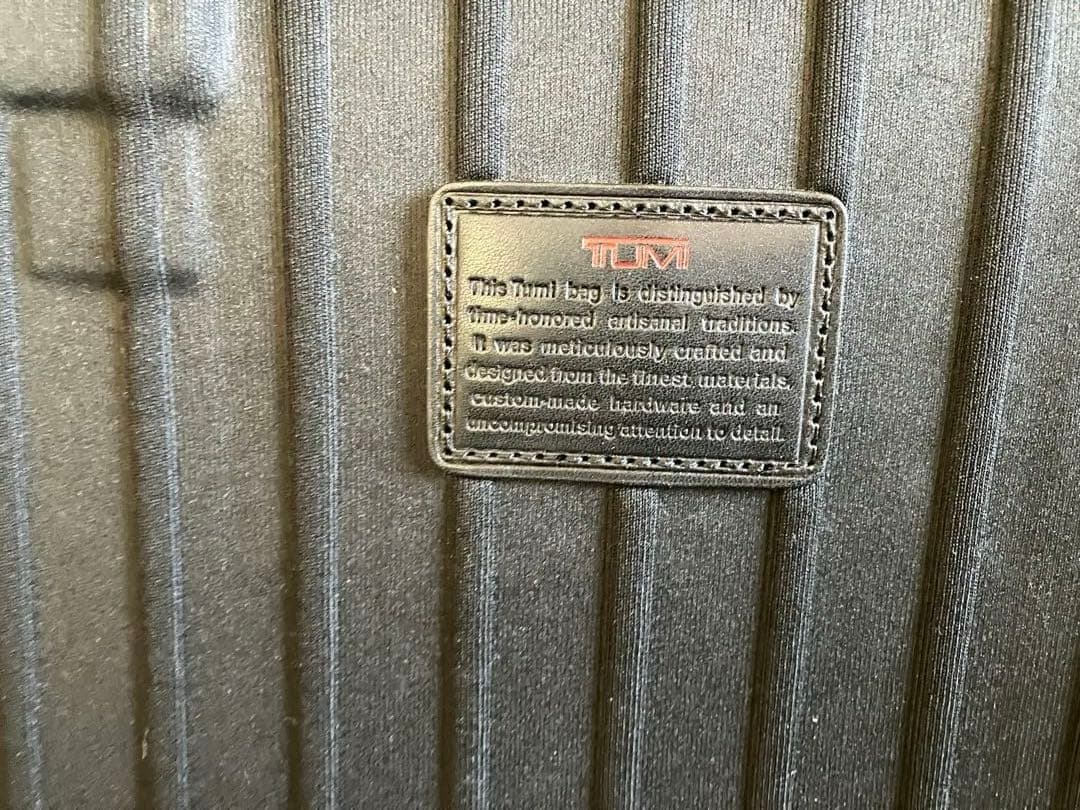 TUMI
This Tumi bag is distinguished by
time-honored artisanal traditions.
It was meticulously crafted and
designed from the finest materials,
custom-made hardware and an
uncompromising attention to detail.